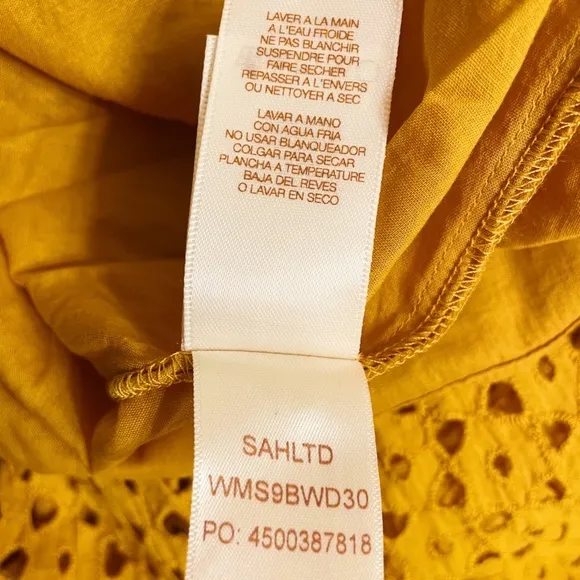 LAVER A LA MAIN
A L'EAU FROIDE
NE PAS BLANCHIR
SUSPENDRE POUR
FAIRE SECHER
REPASSER A L'ENVERS
OU NETTOYER A SEC
LAVAR A MANO
CON AGUA FRIA
NO USAR BLANQUEADOR
COLGAR PARA SECAR
PLANCHA A TEMPERATURE
BAJA DEL REVES
O LAVAR EN SECO
SAHLTD
WMS9BWD30
PO: 4500387818